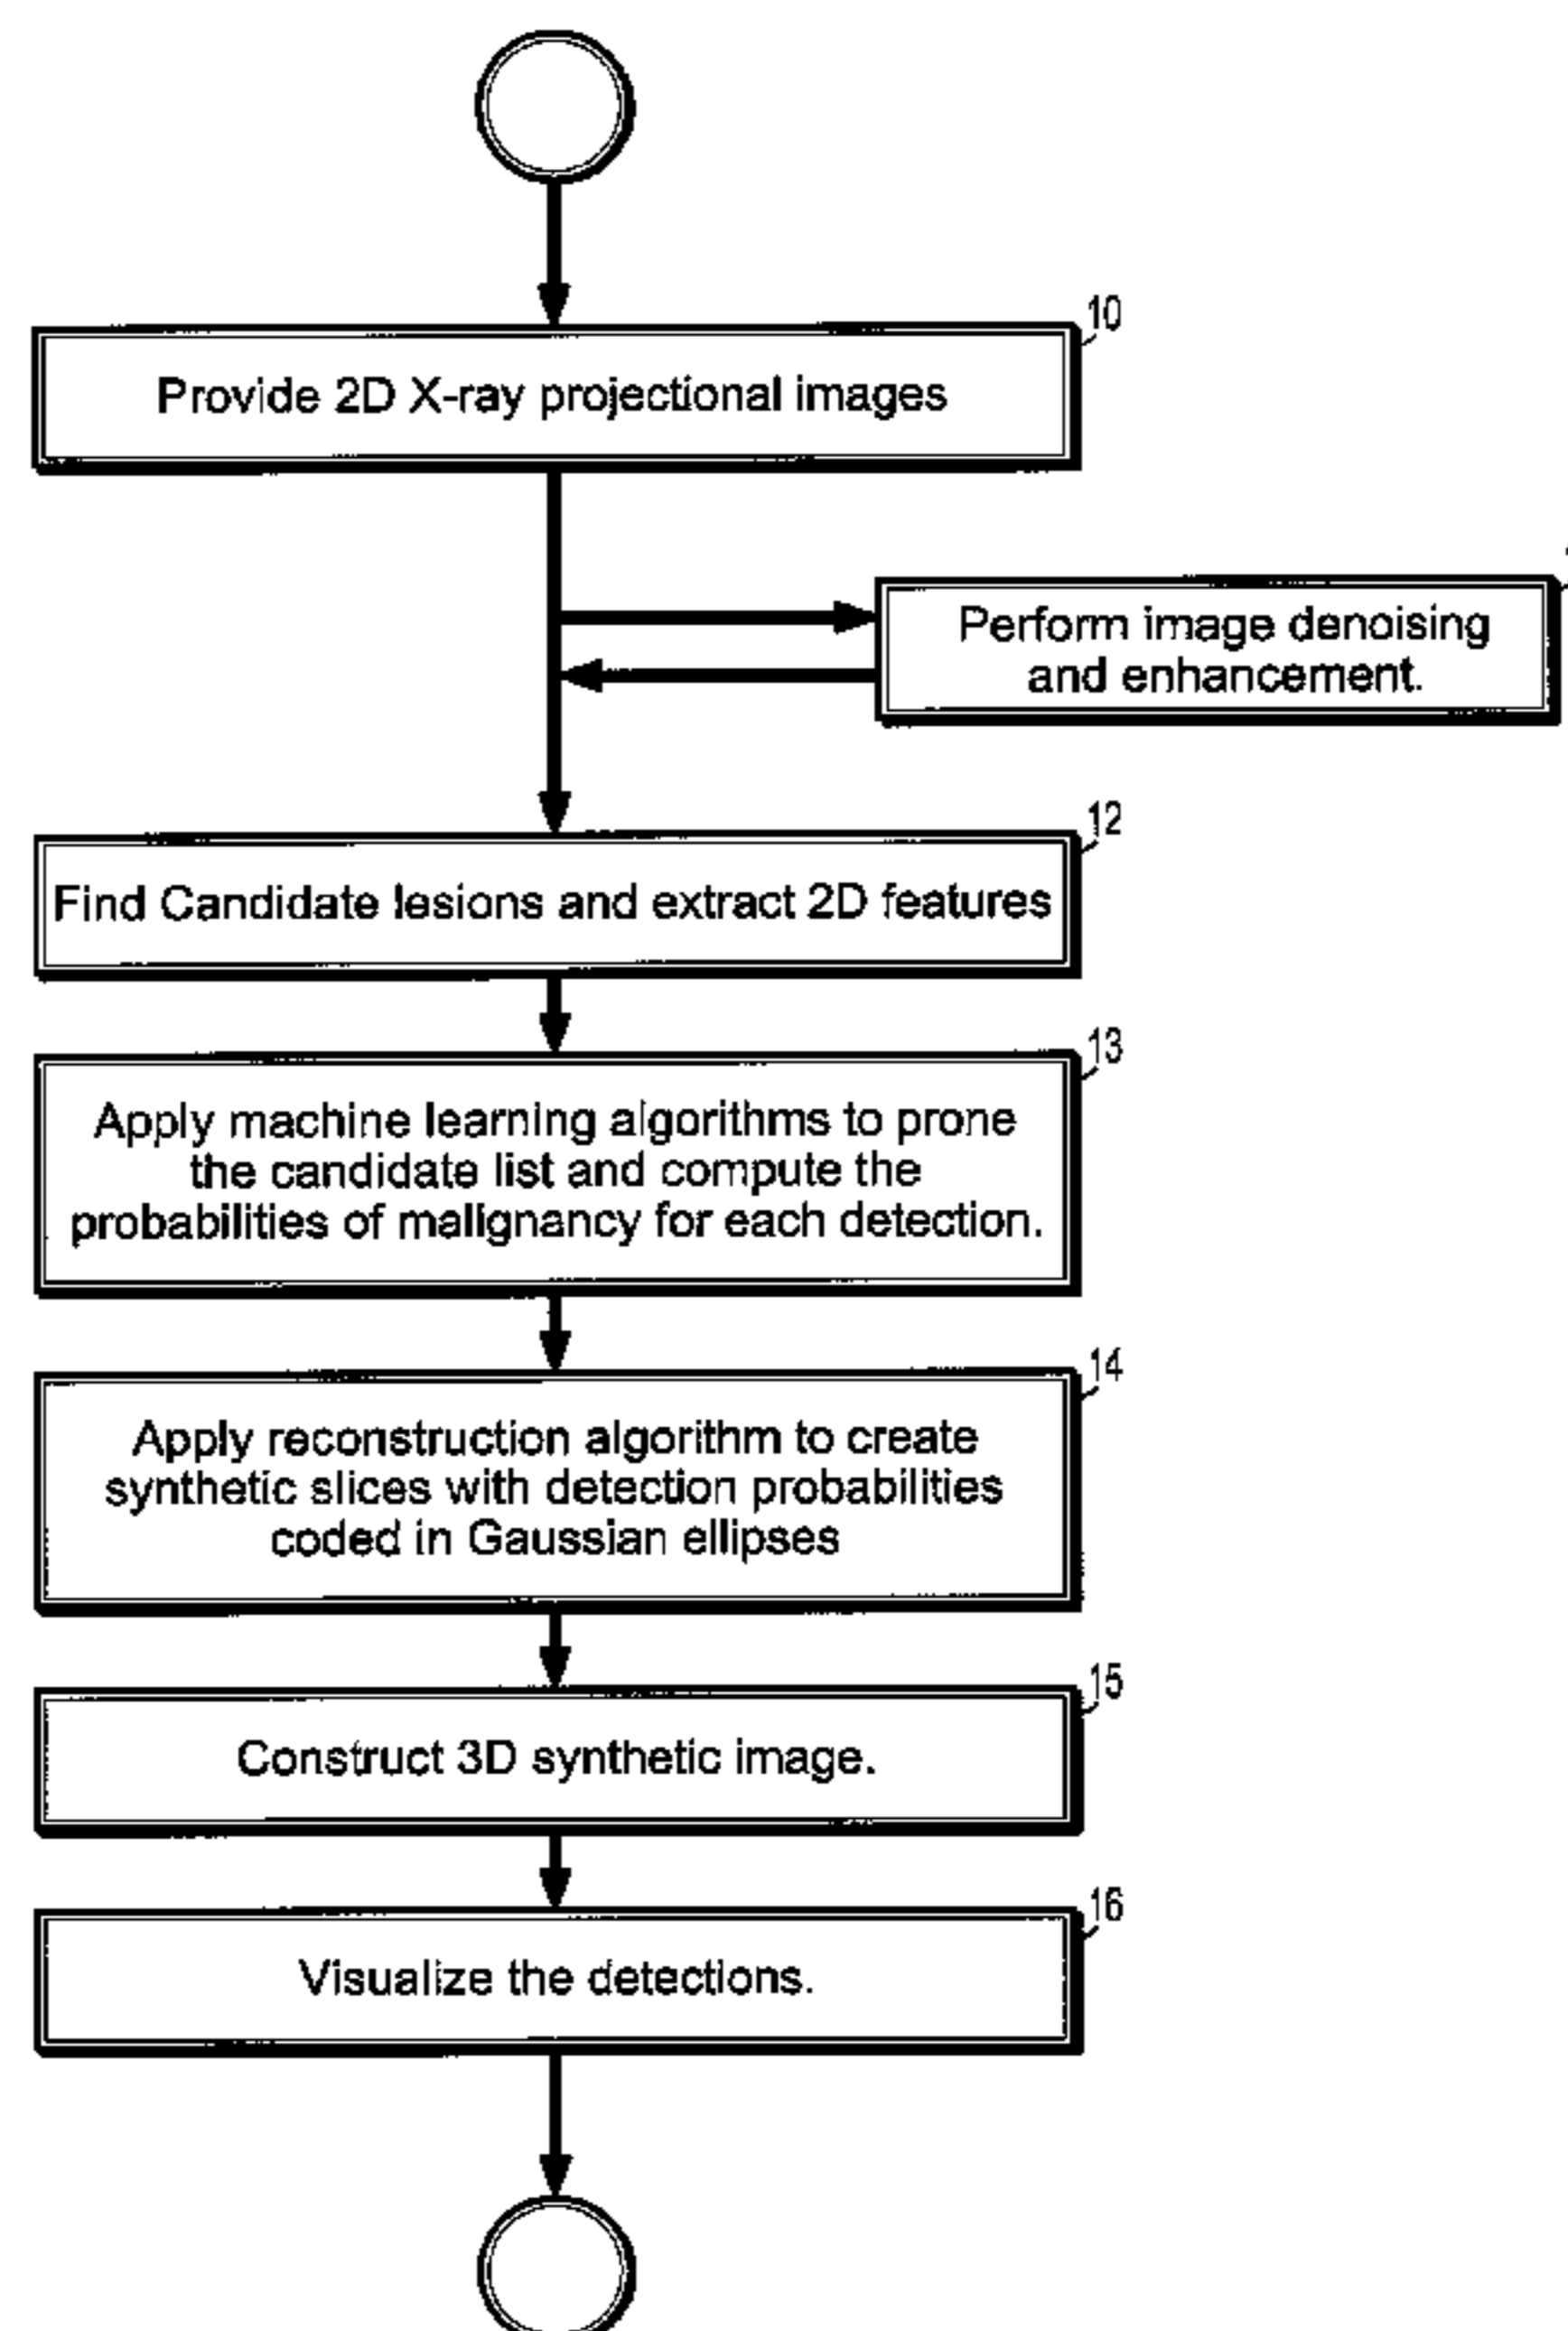 10
Provide 2D X-ray projectional images
Perform image denoising
and enhancement.
12
Find Candidate lesions and extract 2D features
13
Apply machine learning algorithms to prone
the candidate list and compute the
probabilities of malignancy for each detection.
14
Apply reconstruction algorithm to create
synthetic slices with detection probabilities
coded in Gaussian ellipses
15
Construct 3D synthetic image.
16
Visualize the detections.